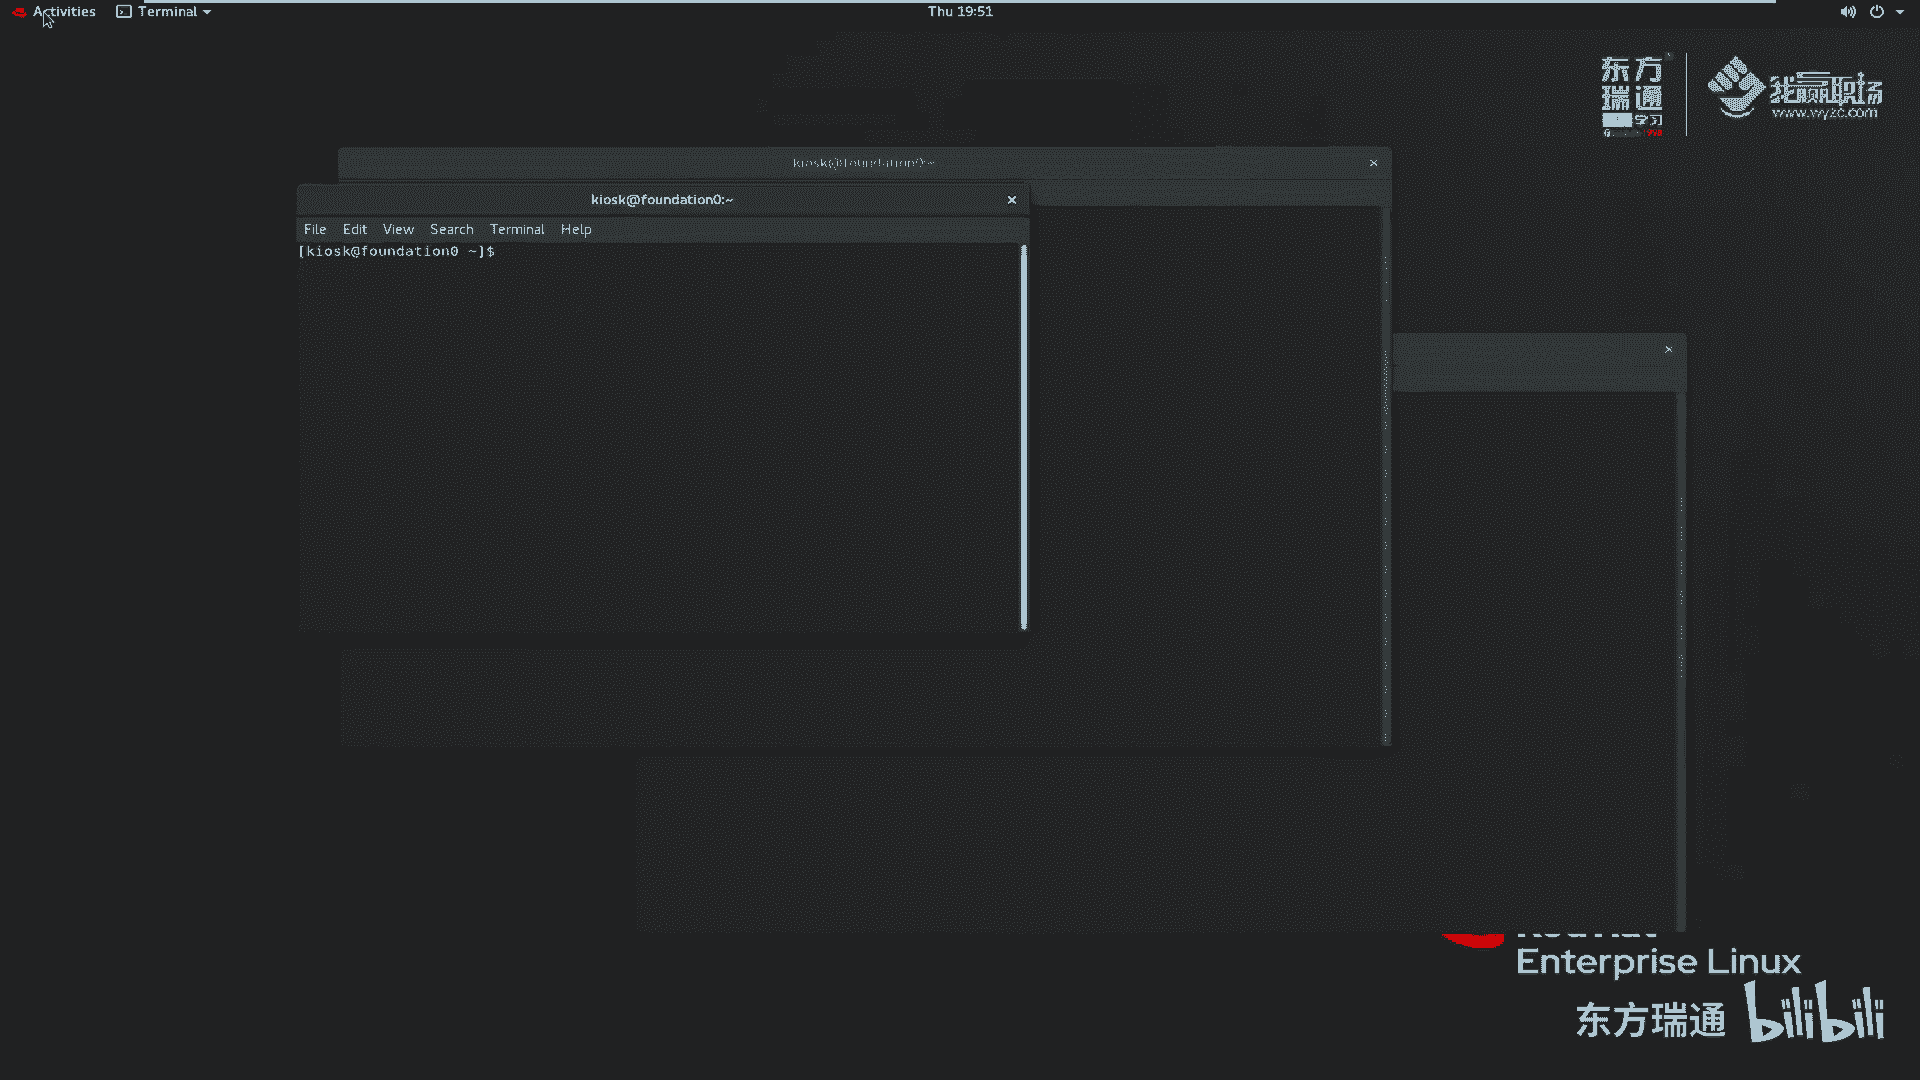 Activities
Terminal
Thu 19:51
东方
瑞通
学习
1998
我赢职场
www.wyzc.com
kiosk@foundation0:~
kiosk@foundation0:~
File Edit View Search Terminal Help
[kiosk@foundation0 ~]$
Enterprise Linux
东方瑞通
bilibili